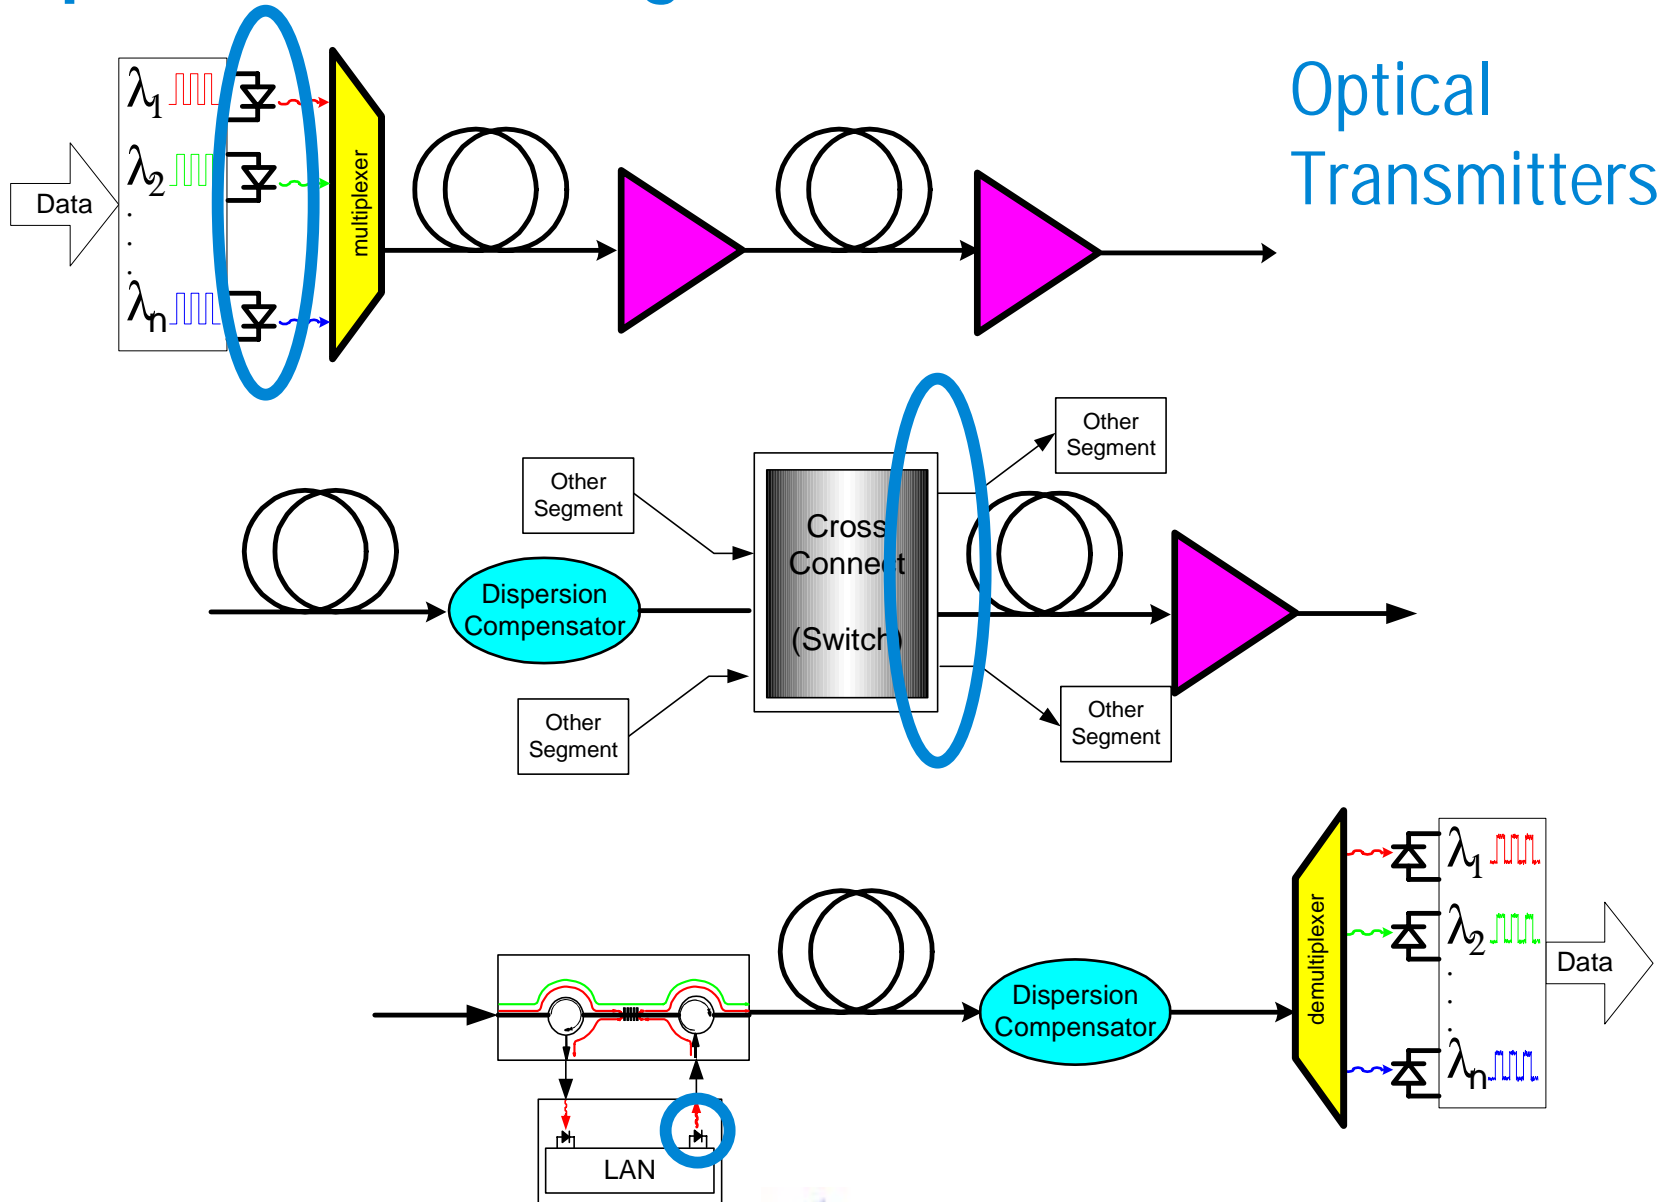 Optical
Transmitters
λ1
λ2
.
.
.
λn
Data
multiplexer
Other
Segment
Other
Segment
Cross
Connect
(Switch)
Dispersion
Compensator
Other
Segment
Other
Segment
λ1
λ2
.
.
.
λn
demultiplexer
Data
Dispersion
Compensator
LAN